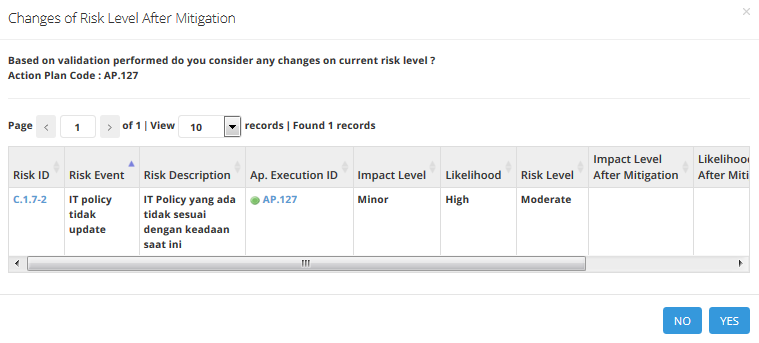 Changes of Risk Level After Mitigation
×
Based on validation performed do you consider any changes on current risk level ?
Action Plan Code : AP.127
Page < 1 > of 1 | View 10 records | Found 1 records
Risk ID Risk Event Risk Description Ap. Execution ID Impact Level Likelihood Risk Level Impact Level After Mitigation Likelihood After Miti
C.1.7-2 IT policy tidak update IT Policy yang ada tidak sesuai dengan keadaan saat ini AP.127 Minor High Moderate
NO YES